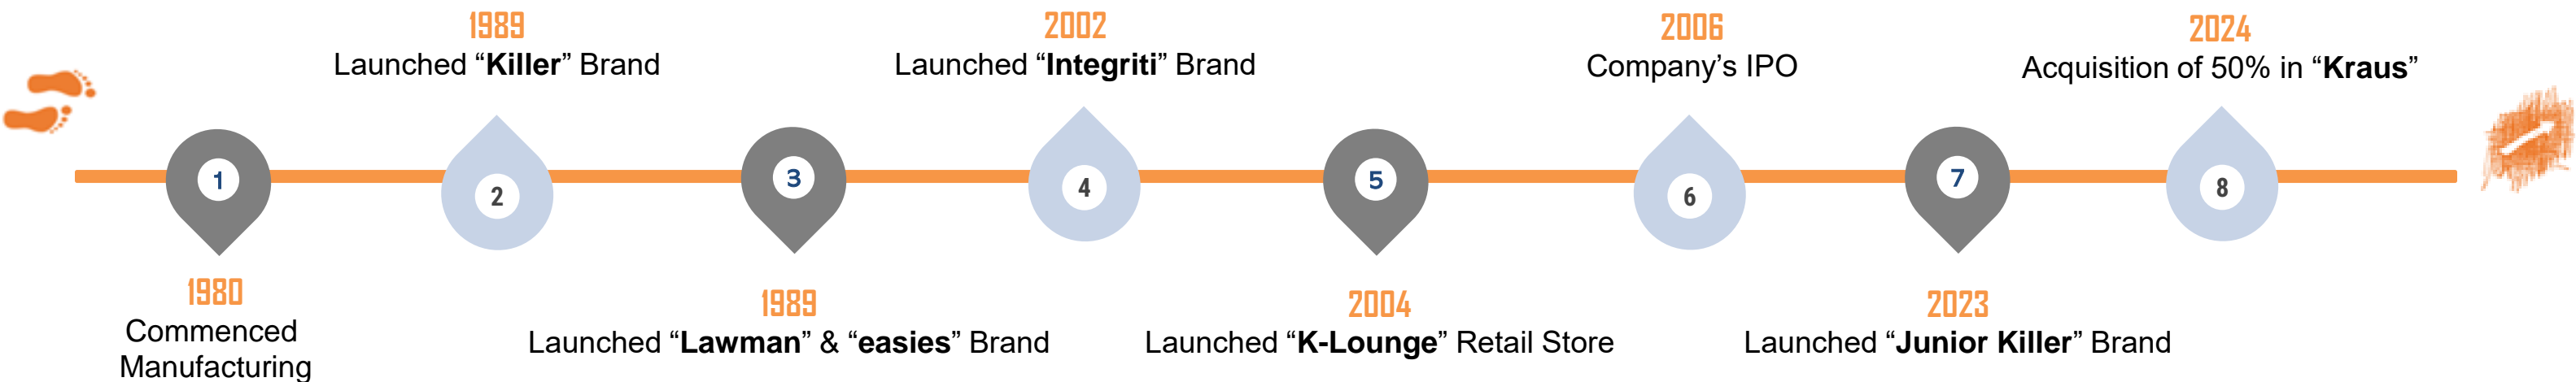 1989
Launched “Killer” Brand
2002
Launched “Integriti” Brand
2006
Company’s IPO
2024
Acquisition of 50% in “Kraus”
1
2
3
4
5
6
7
8
1980
Commenced
Manufacturing
1989
Launched “Lawman” & “easies” Brand
2004
Launched “K-Lounge” Retail Store
2023
Launched “Junior Killer” Brand